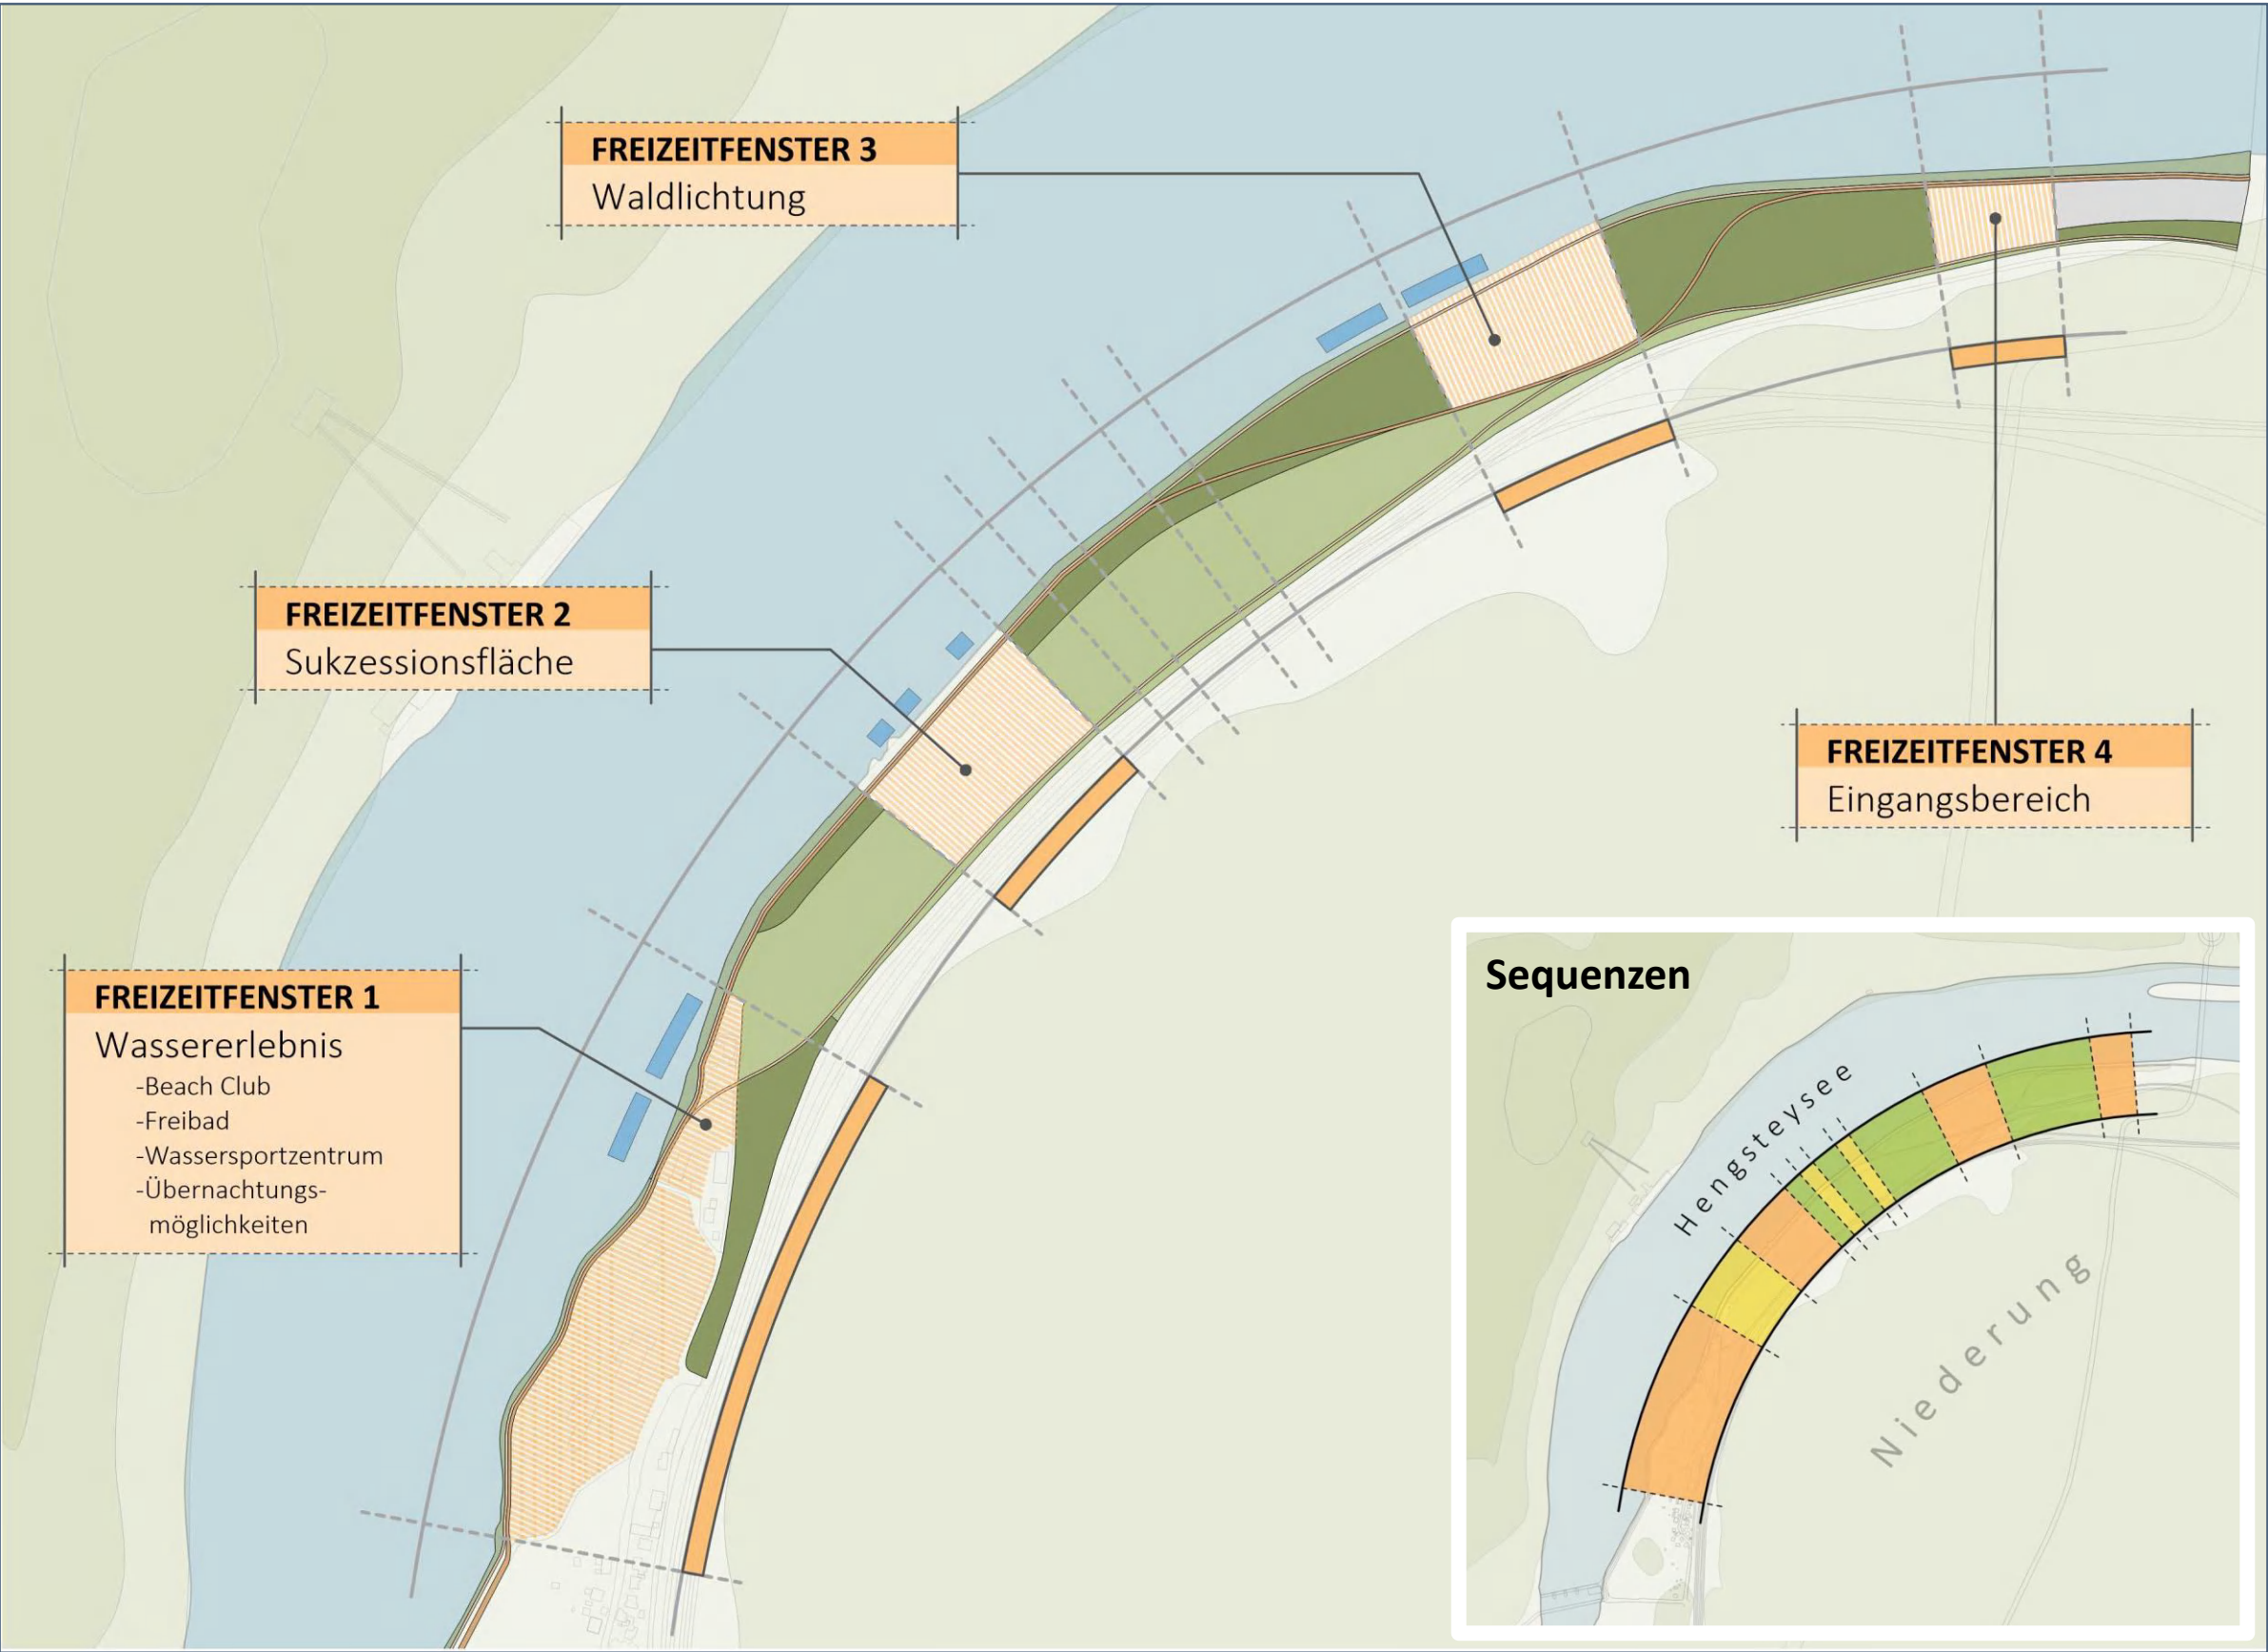 FREIZEITFENSTER 3
Waldlichtung
FREIZEITFENSTER 2
Sukzessionsfläche
FREIZEITFENSTER 4
Eingangsbereich
FREIZEITFENSTER 1
Wassererlebnis
-Beach Club
-Freibad
-Wassersportzentrum
-Übernachtungs-
möglichkeiten
Sequenzen
Hengsteysee
Niederung